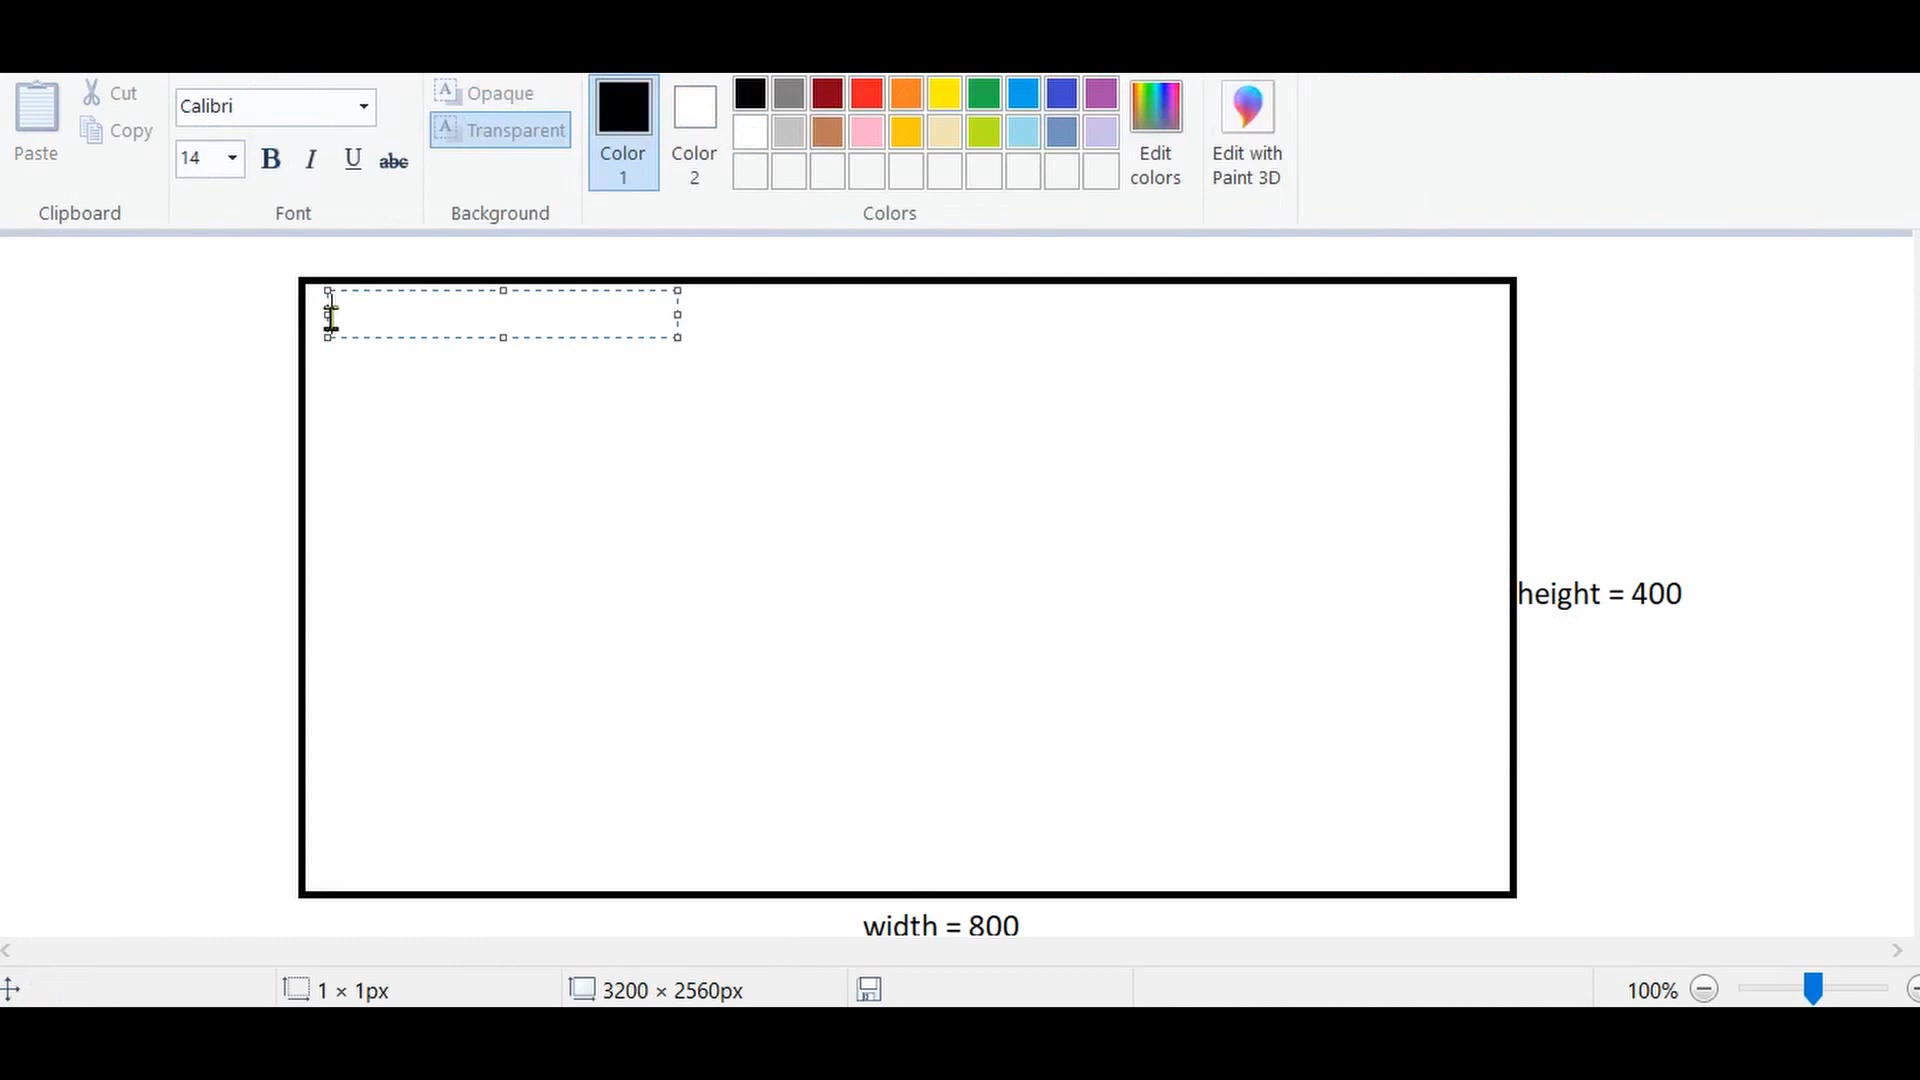 Paste
Cut
Copy
Clipboard
Calibri
14
B I U abc
Font
A Opaque
A Transparent
Background
Color
1
Color
2
Edit
colors
Colors
Edit with
Paint 3D
height = 400
width = 800
1 × 1px
3200 × 2560px
100%